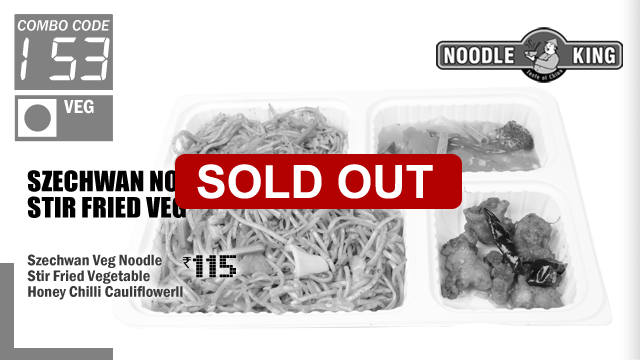 COMBO CODE
153
VEG
NOODLE KING
Taste of China
SZECHWAN NO
STIR FRIED VEG
SOLD OUT
Szechwan Veg Noodle
Stir Fried Vegetable
Honey Chilli Cauliflowerll
₹115